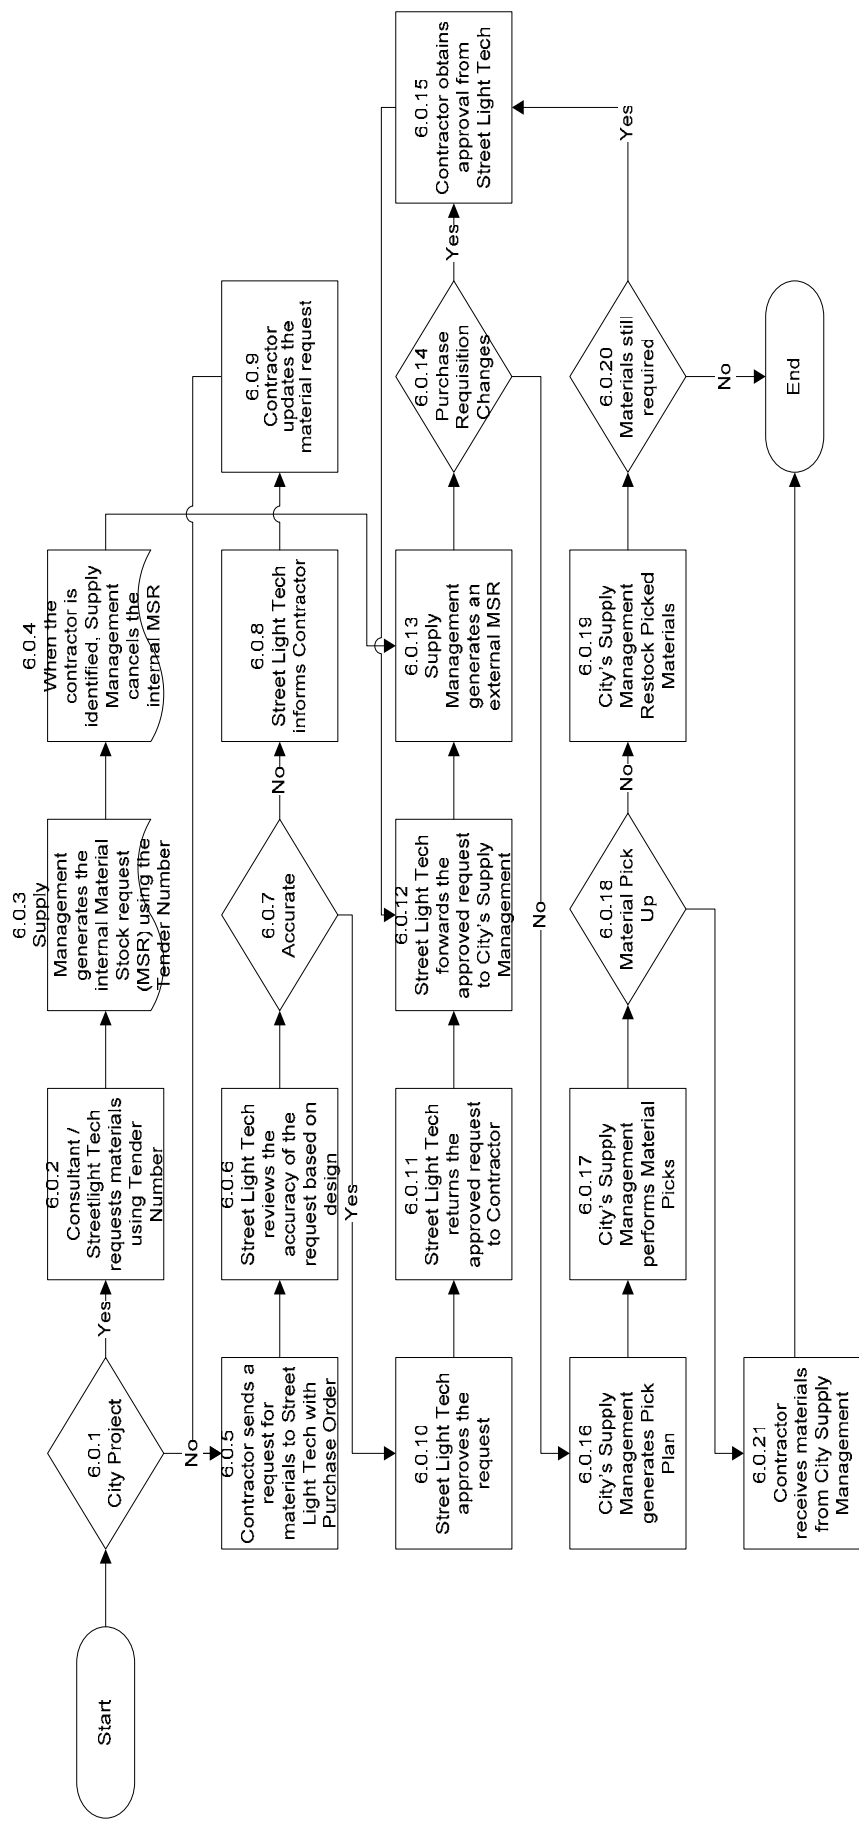 Start
6.0.1
City Project
Yes
No
6.0.2
Consultant /
Streetlight Tech
requests materials
using Tender
Number
6.0.3
Supply
Management
generates the
internal Material
Stock request
(MSR) using the
Tender Number
6.0.4
When the
contractor is
identified, Supply
Management
cancels the
internal MSR
6.0.5
Contractor sends a
request for
materials to Street
Light Tech with
Purchase Order
6.0.6
Street Light Tech
reviews the
accuracy of the
request based on
design
6.0.7
Accurate
No
Yes
6.0.8
Street Light Tech
informs Contractor
6.0.9
Contractor
updates the
material request
6.0.10
Street Light Tech
approves the
request
6.0.11
Street Light Tech
returns the
approved request
to Contractor
6.0.12
Street Light Tech
forwards the
approved request
to City's Supply
Management
6.0.13
Supply
Management
generates an
external MSR
6.0.14
Purchase
Requisition
Changes
Yes
No
6.0.15
Contractor obtains
approval from
Street Light Tech
6.0.16
City's Supply
Management
generates Pick
Plan
6.0.17
City's Supply
Management
performs Material
Picks
6.0.18
Material Pick
Up
No
6.0.19
City's Supply
Management
Restock Picked
Materials
6.0.20
Materials still
required
Yes
No
6.0.21
Contractor
receives materials
from City Supply
Management
End